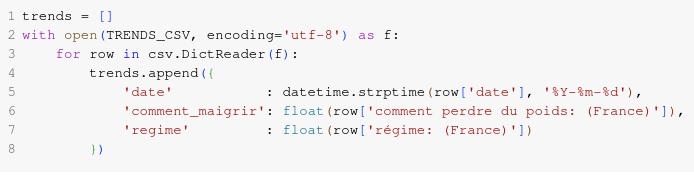 1 trends = []
2 with open(TRENDS_CSV, encoding='utf-8') as f:
3     for row in csv.DictReader(f):
4         trends.append({
5             'date'           : datetime.strptime(row['date'], '%Y-%m-%d'),
6             'comment_maigrir': float(row['comment perdre du poids: (France)']),
7             'regime'         : float(row['régime: (France)'])
8         })